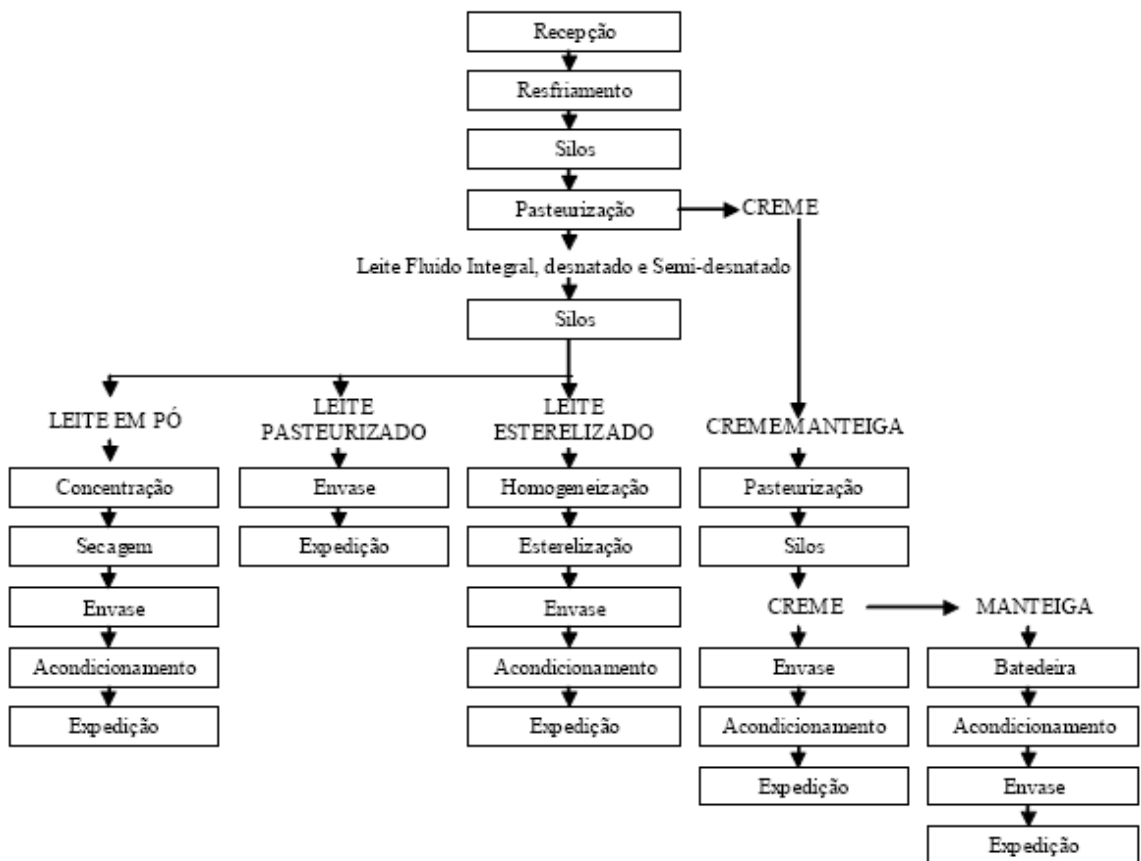 Recepção
Resfriamento
Silos
Pasteurização
CREME
Leite Fluido Integral, desnatado e Semi-desnatado
Silos
LEITE EM PÓ
Concentração
Secagem
Envase
Acondicionamento
Expedição
LEITE
PASTEURIZADO
Envase
Expedição
LEITE
ESTERELIZADO
Homogeneização
Esterelização
Envase
Acondicionamento
Expedição
CREME/MANTEIGA
Pasteurização
Silos
CREME
Envase
Acondicionamento
Expedição
MANTEIGA
Batedeira
Acondicionamento
Envase
Expedição